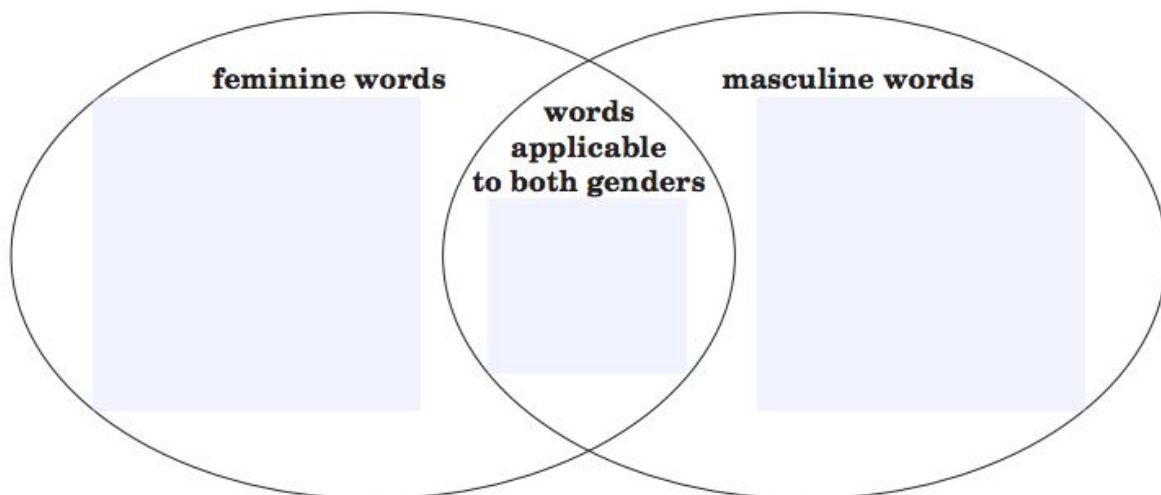 feminine words
masculine words
words
applicable
to both genders